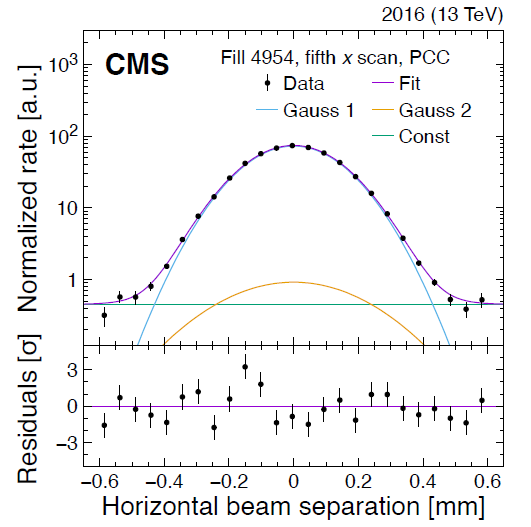 2016 (13 TeV)
CMS
Fill 4954, fifth x scan, PCC
Data
Fit
Gauss 1
Gauss 2
Const
Normalized rate [a.u.]
10³
10²
10
1
Residuals [σ]
3
0
−3
−0.6 −0.4 −0.2 0 0.2 0.4 0.6
Horizontal beam separation [mm]